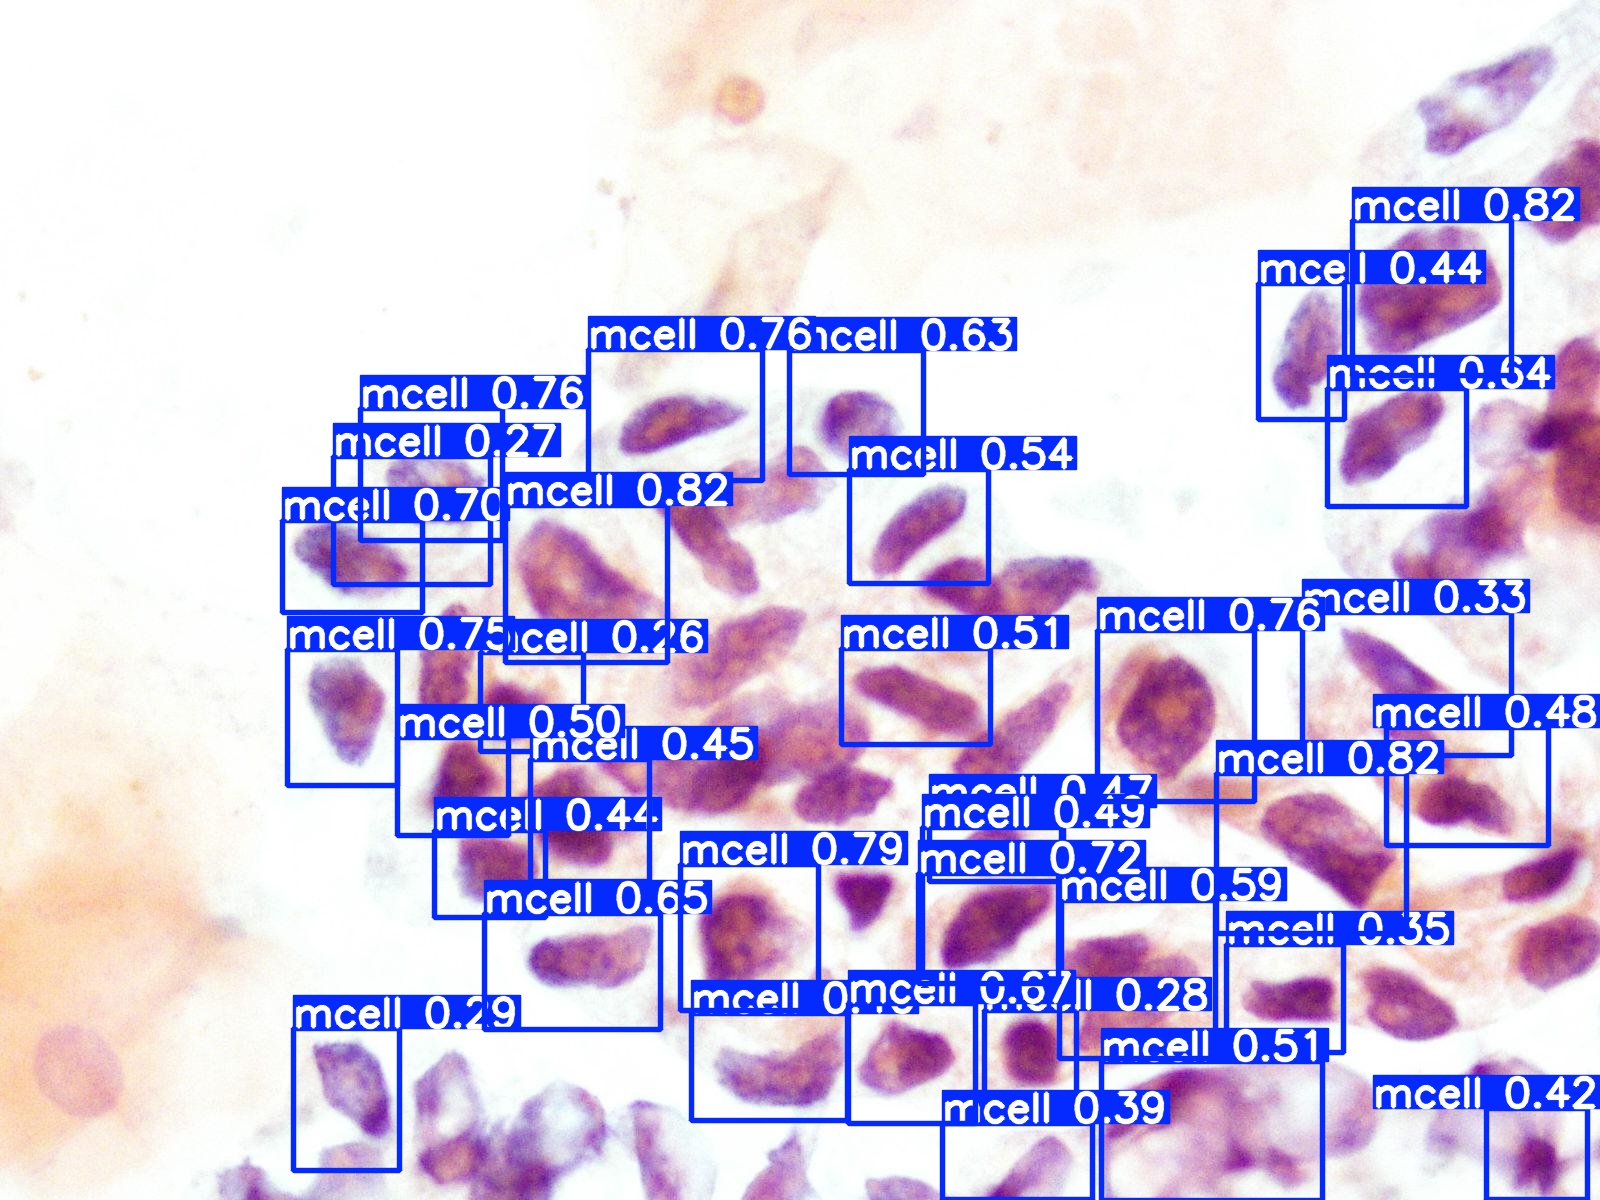 mcell 0.82
mce l 0.44
mcell 0.76
ncell 0.63
mcell 0.54
mcell 0.76
mcell 0.27
mcell 0.54
mcell 0.70
mcell 0.82
mcell 0.33
mcell 0.76
mcell 0.51
mcell 0.75
ncell 0.26
mcell 0.48
mcell 0.50
mcell 0.45
mcell 0.82
mcell 0.47
mcell 0.49
mcell 0.44
mcell 0.79
mcell 0.72
mcell 0.59
mcell 0.65
mcell 0.35
mcell
mcell 0.67
ll 0.28
mcell 0.29
mcell 0.51
mcell 0.42
mcell 0.39